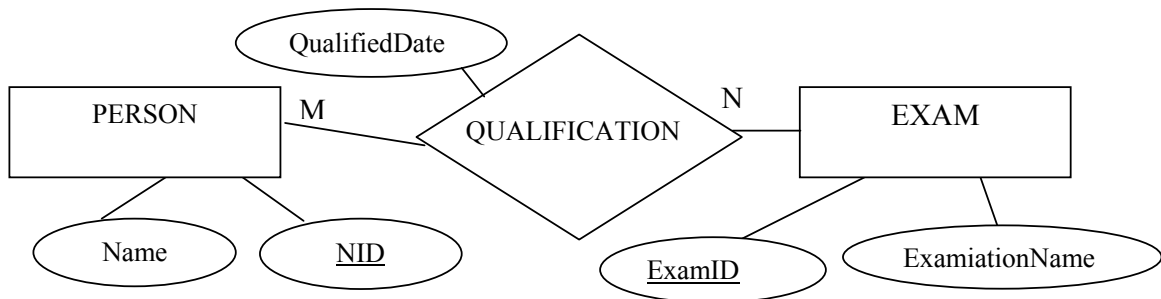 QualifiedDate
PERSON
M
QUALIFICATION
N
EXAM
Name
NID
ExamID
ExamiationName